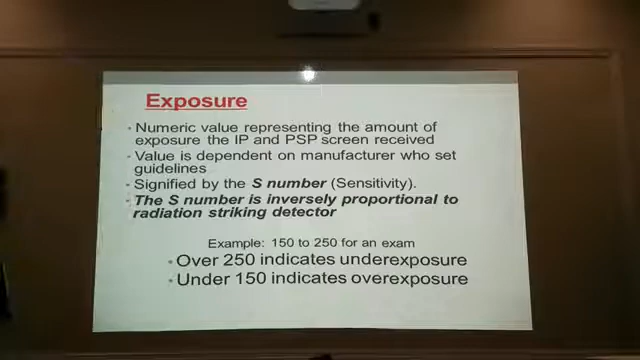 Exposure
• Numeric value representing the amount of
exposure the IP and PSP screen received
• Value is dependent on manufacturer who set
guidelines
• Signified by the S number (Sensitivity).
• The S number is inversely proportional to
radiation striking detector
Example: 150 to 250 for an exam
• Over 250 indicates underexposure
• Under 150 indicates overexposure